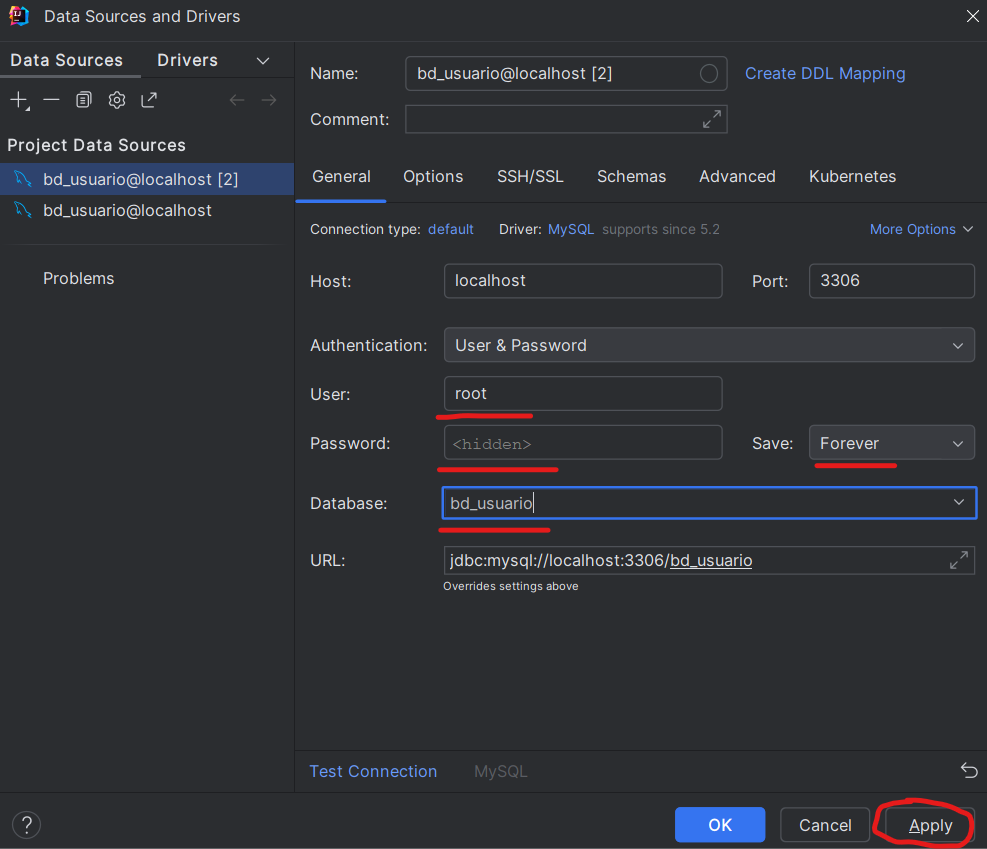 Data Sources and Drivers
Data Sources Drivers
Name: bd_usuario@localhost [2] Create DDL Mapping
Comment:
Project Data Sources
bd_usuario@localhost [2]
bd_usuario@localhost
Problems
General Options SSH/SSL Schemas Advanced Kubernetes
Connection type: default Driver: MySQL supports since 5.2 More Options
Host: localhost Port: 3306
Authentication: User & Password
User: root
Password: <hidden> Save: Forever
Database: bd_usuario
URL: jdbc:mysql://localhost:3306/bd_usuario
Overrides settings above
Test Connection MySQL
? OK Cancel Apply